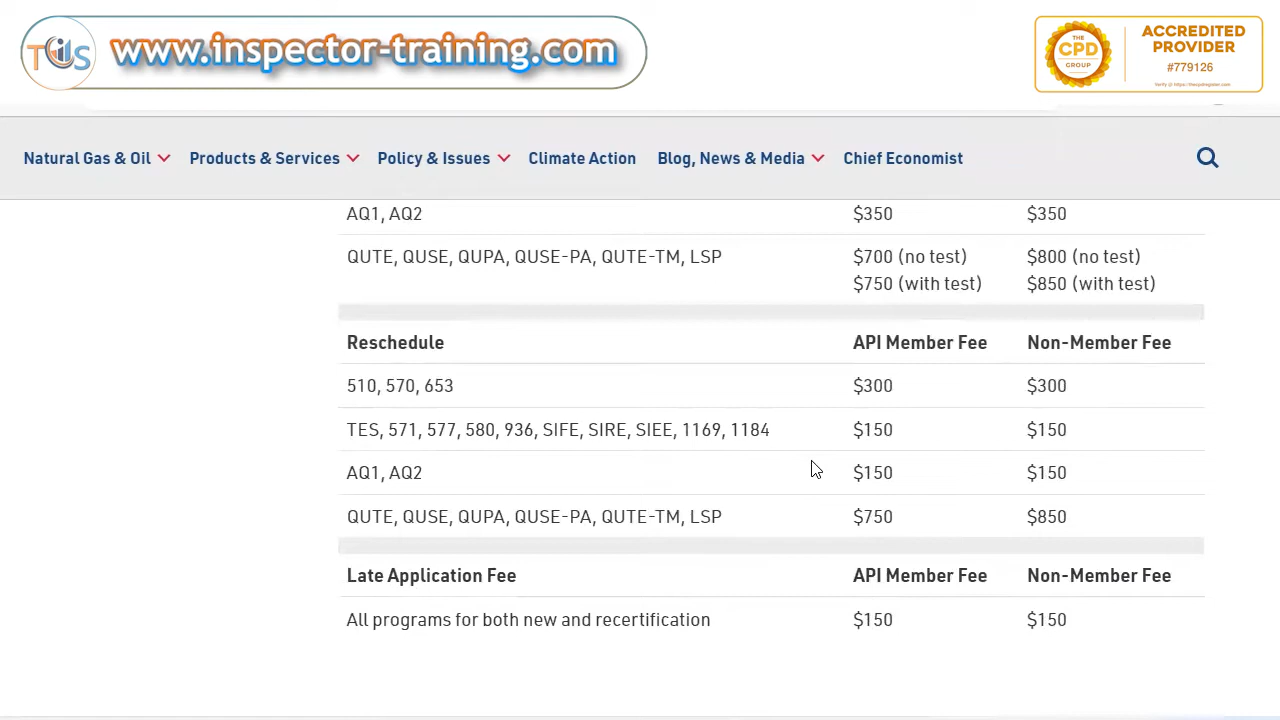 TIS www.inspector-training.com
THE CPD GROUP
ACCREDITED PROVIDER
#779126
Natural Gas & Oil Products & Services Policy & Issues Climate Action Blog, News & Media Chief Economist
AQ1, AQ2 $350 $350
QUTE, QUSE, QUPA, QUSE-PA, QUTE-TM, LSP $700 (no test) $800 (no test)
$750 (with test) $850 (with test)
Reschedule API Member Fee Non-Member Fee
510, 570, 653 $300 $300
TES, 571, 577, 580, 936, SIFE, SIRE, SIEE, 1169, 1184 $150 $150
AQ1, AQ2 $150 $150
QUTE, QUSE, QUPA, QUSE-PA, QUTE-TM, LSP $750 $850
Late Application Fee API Member Fee Non-Member Fee
All programs for both new and recertification $150 $150